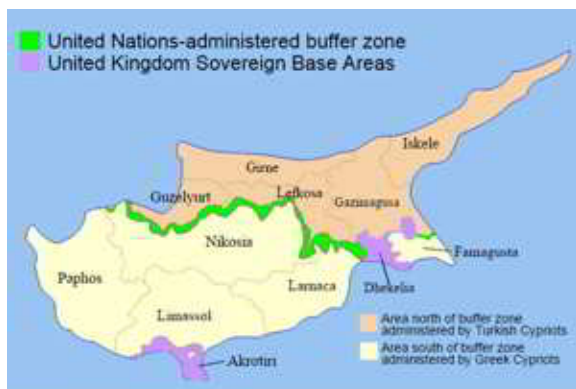 United Nations-administered buffer zone
United Kingdom Sovereign Base Areas
Iskele
Girne
Guzelyurt
Lefkosa
Gazimagusa
Nikosia
Famagusta
Paphos
Larnaca
Dhekelia
Limassol
Akrotiri
Area north of buffer zone
administered by Turkish Cypriots
Area south of buffer zone
administered by Greek Cypriots